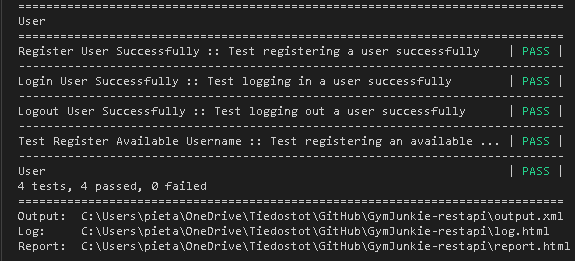 ==============================================================================
User
==============================================================================
Register User Successfully :: Test registering a user successfully    | PASS |
------------------------------------------------------------------------------
Login User Successfully :: Test logging in a user successfully        | PASS |
------------------------------------------------------------------------------
Logout User Successfully :: Test logging out a user successfully      | PASS |
------------------------------------------------------------------------------
Test Register Available Username :: Test registering an available ... | PASS |
------------------------------------------------------------------------------
User                                                                  | PASS |
4 tests, 4 passed, 0 failed
==============================================================================
Output:  C:\Users\pieta\OneDrive\Tiedostot\GitHub\GymJunkie-restapi\output.xml
Log:     C:\Users\pieta\OneDrive\Tiedostot\GitHub\GymJunkie-restapi\log.html
Report:  C:\Users\pieta\OneDrive\Tiedostot\GitHub\GymJunkie-restapi\report.html